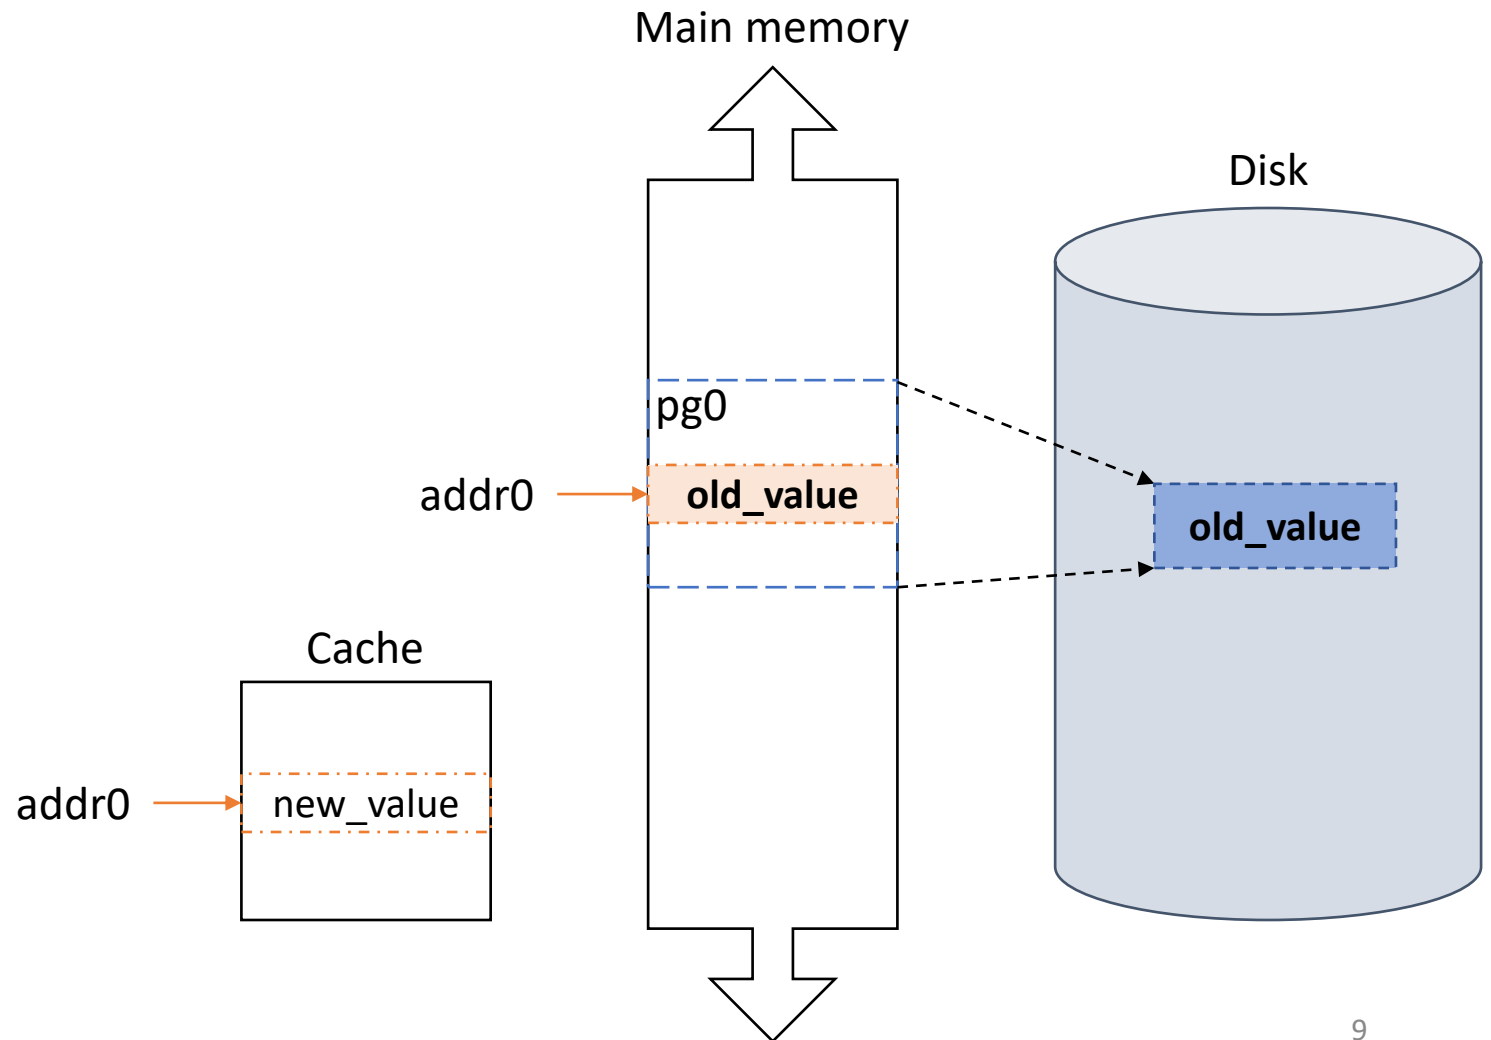 Main memory
Disk
pg0
addr0
old_value
old_value
Cache
addr0
new_value
9